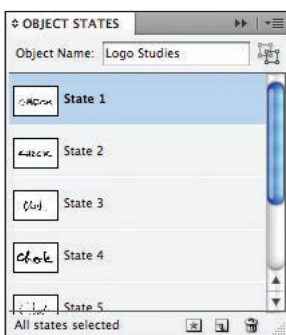 OBJECT STATES
Object Name: Logo Studies
State 1
State 2
State 3
Chalk State 4
State 5
All states selected